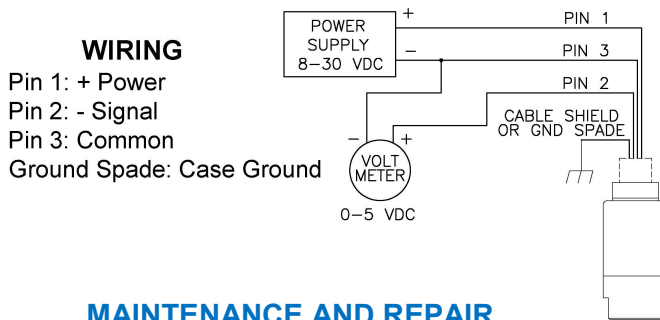 WIRING
Pin 1: + Power
Pin 2: - Signal
Pin 3: Common
Ground Spade: Case Ground
POWER
SUPPLY
8-30 VDC
+
-
PIN 1
PIN 3
PIN 2
CABLE SHIELD
OR GND SPADE
-
+
VOLT
METER
0-5 VDC
MAINTENANCE AND REPAIR